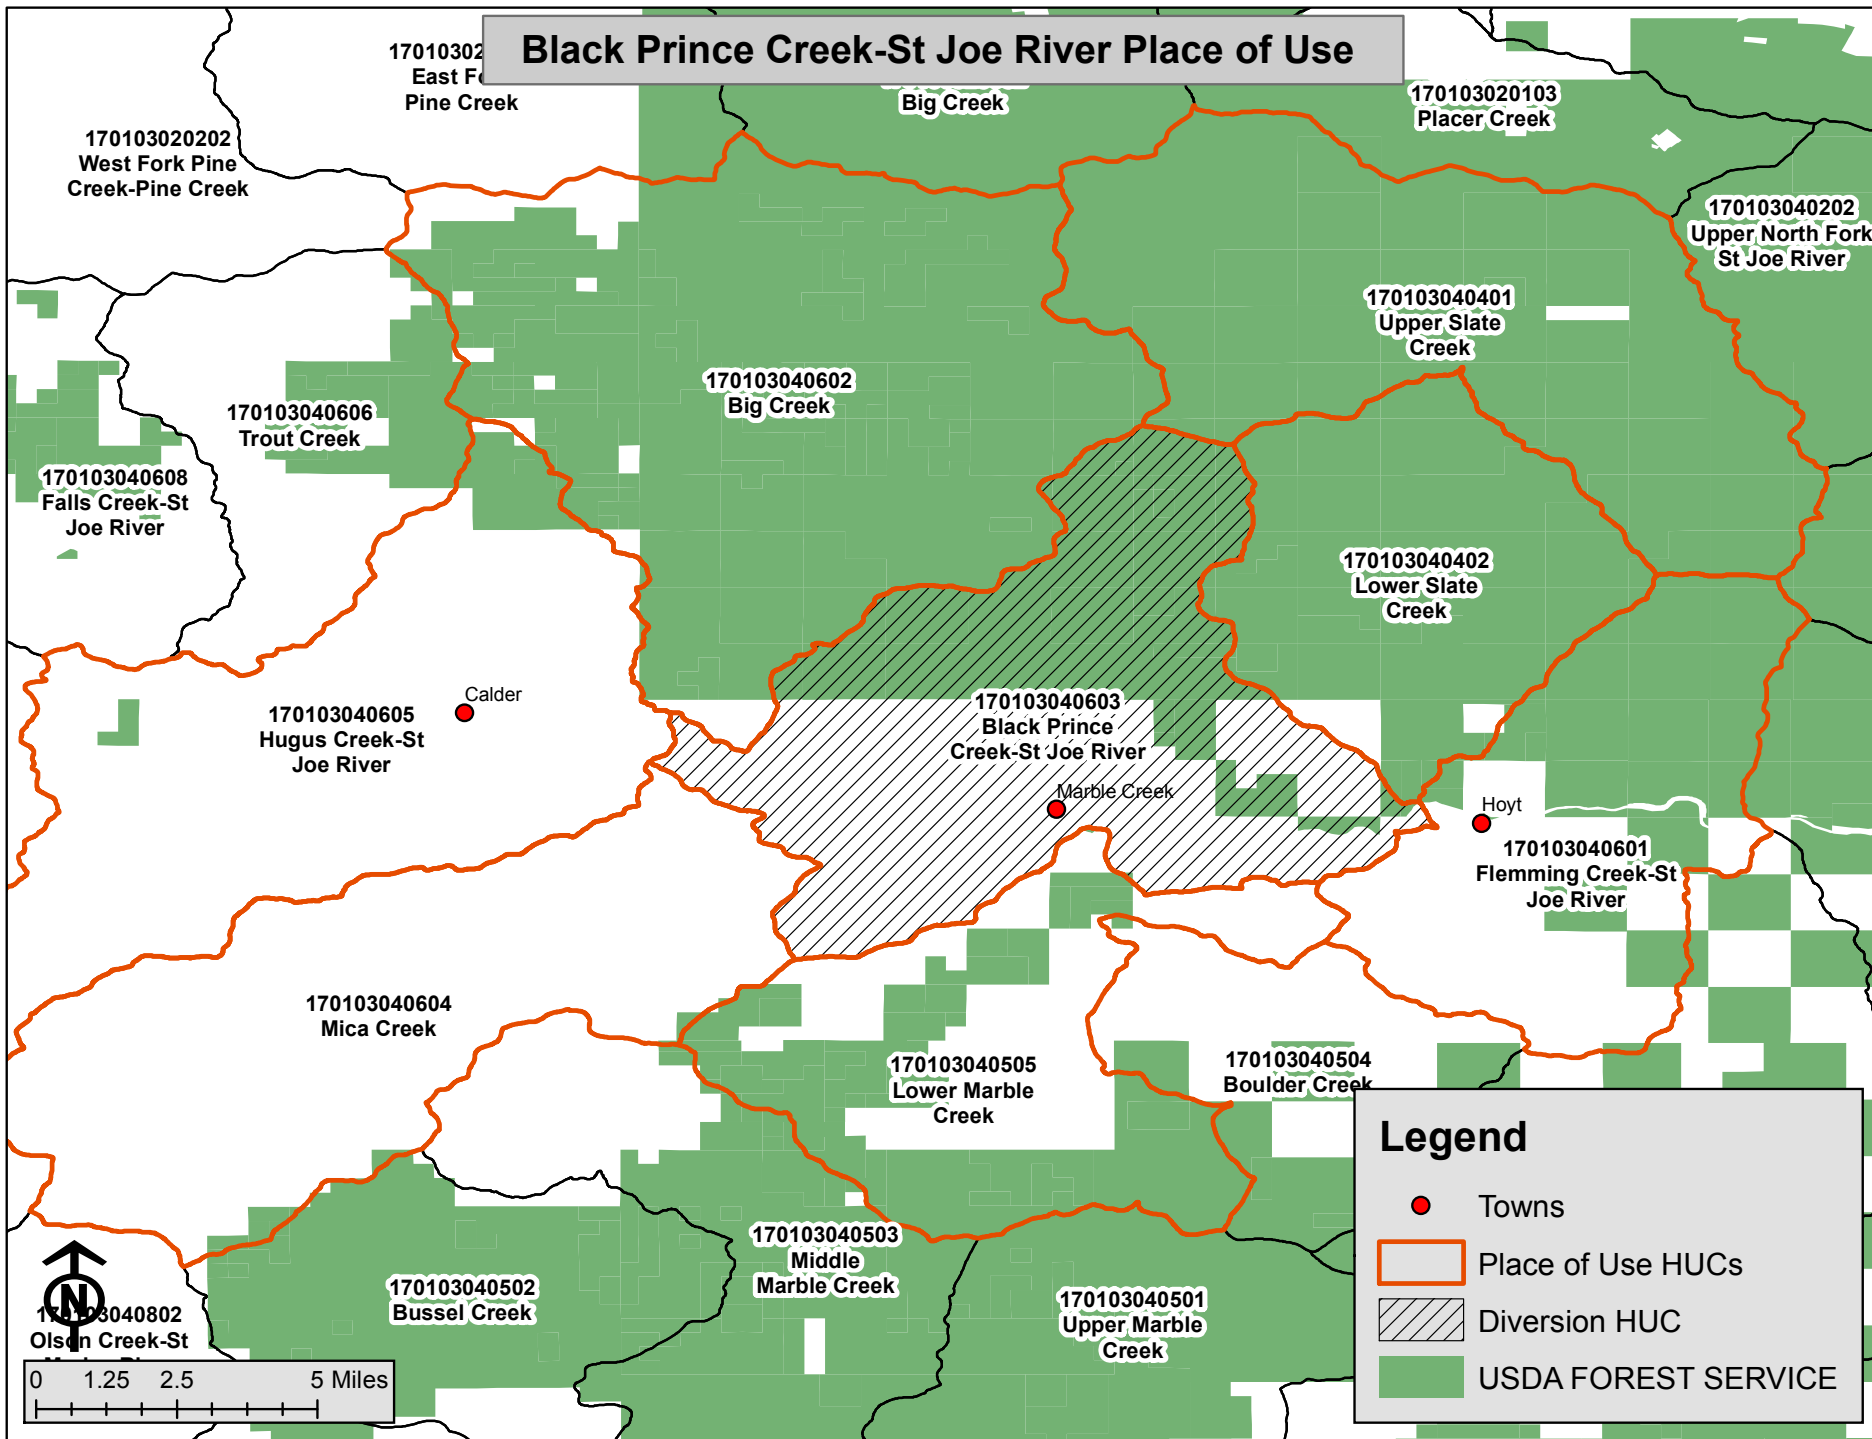 Black Prince Creek-St Joe River Place of Use
East
Pine Creek
Big Creek
170103020103
Placer Creek
170103020202
West Fork Pine
Creek-Pine Creek
170103040202
Upper North Fork
St Joe River
170103040401
Upper Slate
Creek
170103040602
Big Creek
170103040606
Trout Creek
170103040608
Falls Creek-St
Joe River
170103040402
Lower Slate
Creek
Calder
170103040605
Hugus Creek-St
Joe River
170103040603
Black Prince
Creek-St Joe River
Marble Creek
Hoyt
170103040601
Flemming Creek-St
Joe River
170103040604
Mica Creek
170103040505
Lower Marble
Creek
170103040504
Boulder Creek
170103040503
Middle
Marble Creek
170103040502
Bussel Creek
170103040501
Upper Marble
Creek
N
170103040802
Olson Creek-St
0 1.25 2.5 5 Miles
Legend
Towns
Place of Use HUCs
Diversion HUC
USDA FOREST SERVICE